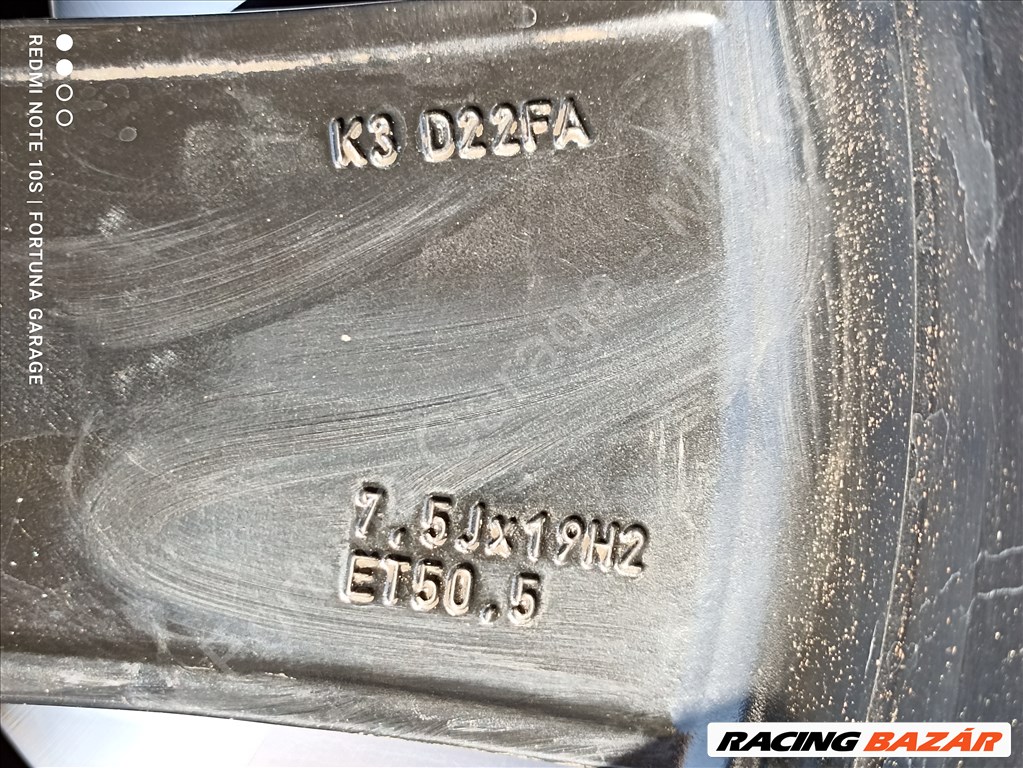 K3 D22FA
7.5Jx19H2
ET50.5
REDMI NOTE 10S | FORTUNA GARAGE
RACING BAZÁR